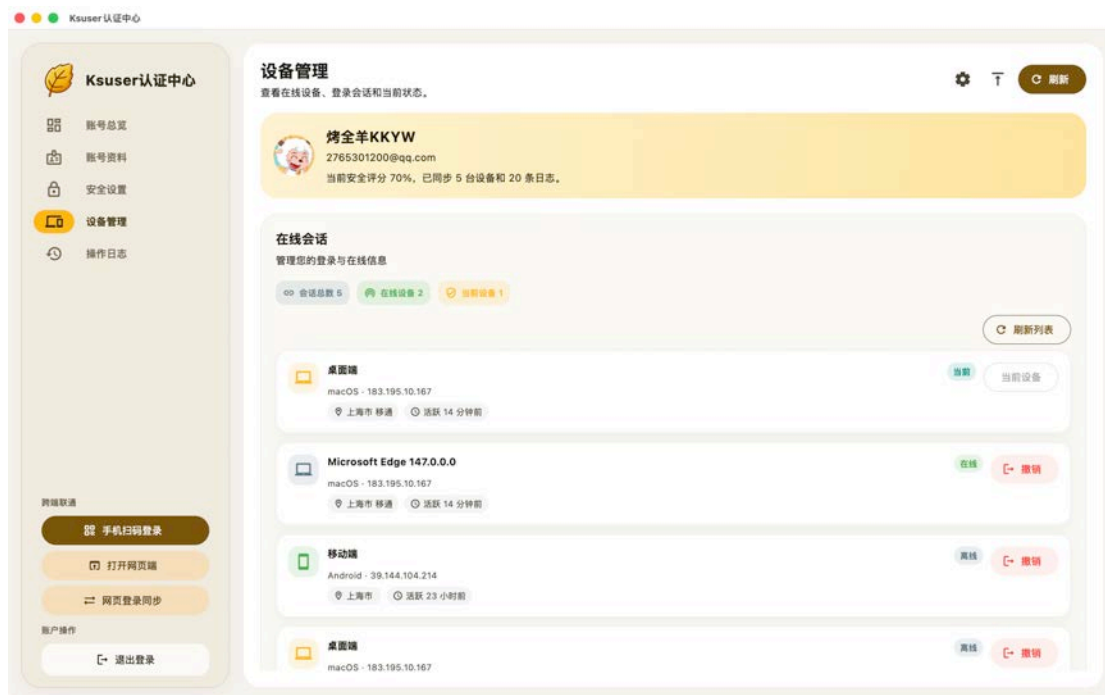 Ksuser认证中心
Ksuser认证中心
账号总览
账号资料
安全设置
设备管理
操作日志
跨端联通
手机扫码登录
打开网页端
网页登录同步
账户操作
退出登录
设备管理
查看在线设备、登录会话和当前状态。
刷新
烤全羊KKYW
2765301200@qq.com
当前安全评分 70%，已同步 5 台设备和 20 条日志。
在线会话
管理您的登录与在线信息
会话总数 5 在线设备 2 当前设备 1
刷新列表
桌面端
当前 当前设备
macOS - 183.195.10.167
上海市 移通 活跃 14 分钟前
Microsoft Edge 147.0.0.0
在线 撤销
macOS - 183.195.10.167
上海市 移通 活跃 14 分钟前
移动端
离线 撤销
Android - 39.144.104.214
上海市 活跃 23 小时前
桌面端
离线 撤销
macOS - 183.195.10.167